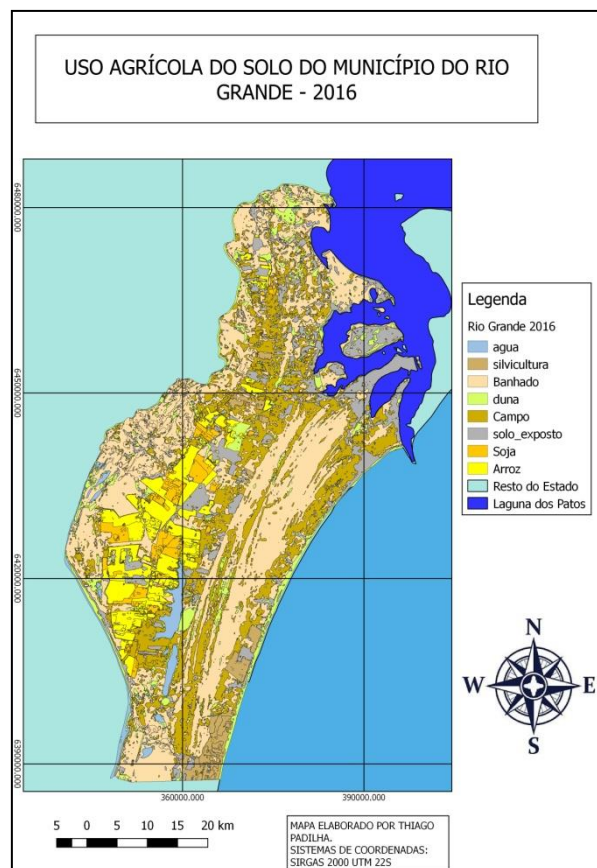 USO AGRÍCOLA DO SOLO DO MUNICÍPIO DO RIO
GRANDE - 2016
6480000,000
6450000,000
6420000,000
6390000,000
360000.000
390000.000
Legenda
Rio Grande 2016
agua
silvicultura
Banhado
duna
Campo
solo_exposto
Soja
Arroz
Resto do Estado
Laguna dos Patos
N
W
E
S
5 0 5 10 15 20 km
MAPA ELABORADO POR THIAGO
PADILHA.
SISTEMAS DE COORDENADAS:
SIRGAS 2000 UTM 22S